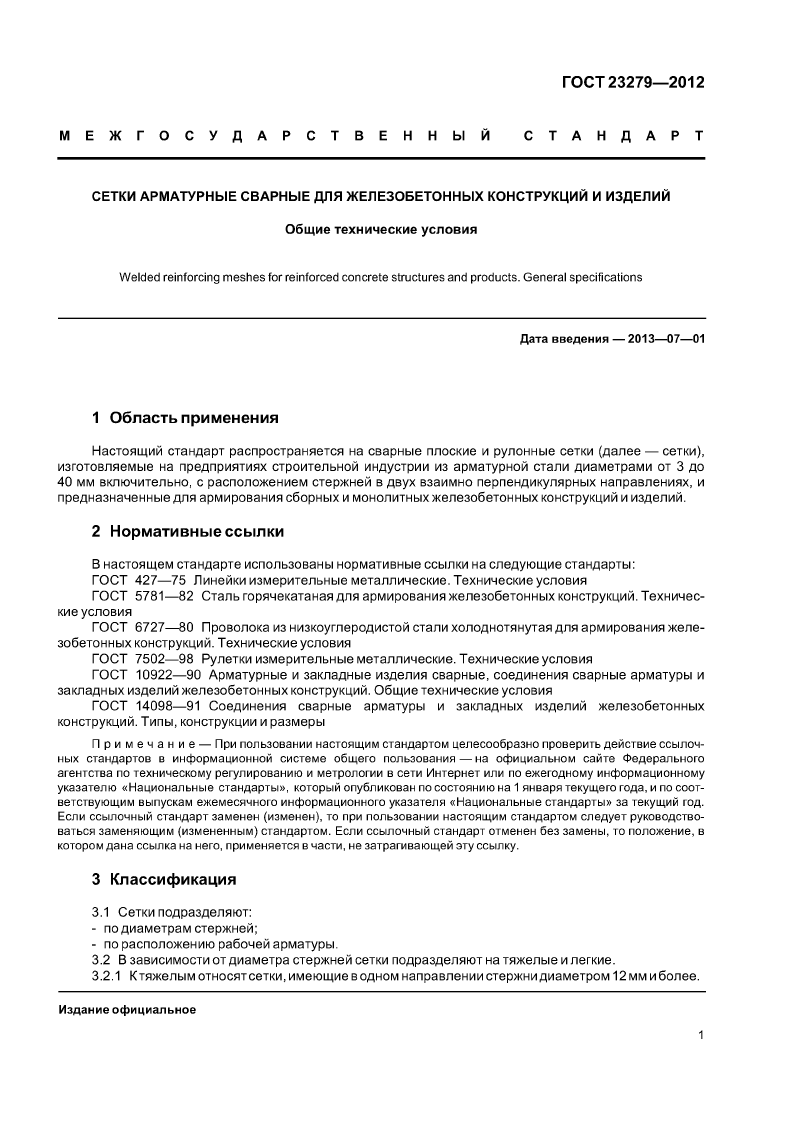 ГОСТ 23279—2012
МЕЖГОСУДАРСТВЕННЫЙ СТАНДАРТ
СЕТКИ АРМАТУРНЫЕ СВАРНЫЕ ДЛЯ ЖЕЛЕЗОБЕТОННЫХ КОНСТРУКЦИЙ И ИЗДЕЛИЙ
Общие технические условия
Welded reinforcing meshes for reinforced concrete structures and products. General specifications
Дата введения — 2013—07—01
1 Область применения
Настоящий стандарт распространяется на сварные плоские и рулонные сетки (далее — сетки),
изготовляемые на предприятиях строительной индустрии из арматурной стали диаметрами от 3 до
40 мм включительно, с расположением стержней в двух взаимно перпендикулярных направлениях, и
предназначенные для армирования сборных и монолитных железобетонных конструкций и изделий.
2 Нормативные ссылки
В настоящем стандарте использованы нормативные ссылки на следующие стандарты:
ГОСТ 427—75 Линейки измерительные металлические. Технические условия
ГОСТ 5781—82 Сталь горячекатаная для армирования железобетонных конструкций. Техничес-
кие условия
ГОСТ 6727—80 Проволока из низкоуглеродистой стали холоднотянутая для армирования желе-
зобетонных конструкций. Технические условия
ГОСТ 7502—98 Рулетки измерительные металлические. Технические условия
ГОСТ 10922—90 Арматурные и закладные изделия сварные, соединения сварные арматуры и
закладных изделий железобетонных конструкций. Общие технические условия
ГОСТ 14098—91 Соединения сварные арматуры и закладных изделий железобетонных
конструкций. Типы, конструкции и размеры
Примечание — При пользовании настоящим стандартом целесообразно проверить действие ссылоч-
ных стандартов в информационной системе общего пользования — на официальном сайте Федерального
агентства по техническому регулированию и метрологии в сети Интернет или по ежегодному информационному
указателю «Национальные стандарты», который опубликован по состоянию на 1 января текущего года, и по соот-
ветствующим выпускам ежемесячного информационного указателя «Национальные стандарты» за текущий год.
Если ссылочный стандарт заменен (изменен), то при пользовании настоящим стандартом следует руководство-
ваться заменяющим (измененным) стандартом. Если ссылочный стандарт отменен без замены, то положение, в
котором дана ссылка на него, применяется в части, не затрагивающей эту ссылку.
3 Классификация
3.1 Сетки подразделяют:
- по диаметрам стержней;
- по расположению рабочей арматуры.
3.2 В зависимости от диаметра стержней сетки подразделяют на тяжелые и легкие.
3.2.1 К тяжелым относят сетки, имеющие в одном направлении стержни диаметром 12 мм и более.
Издание официальное
1